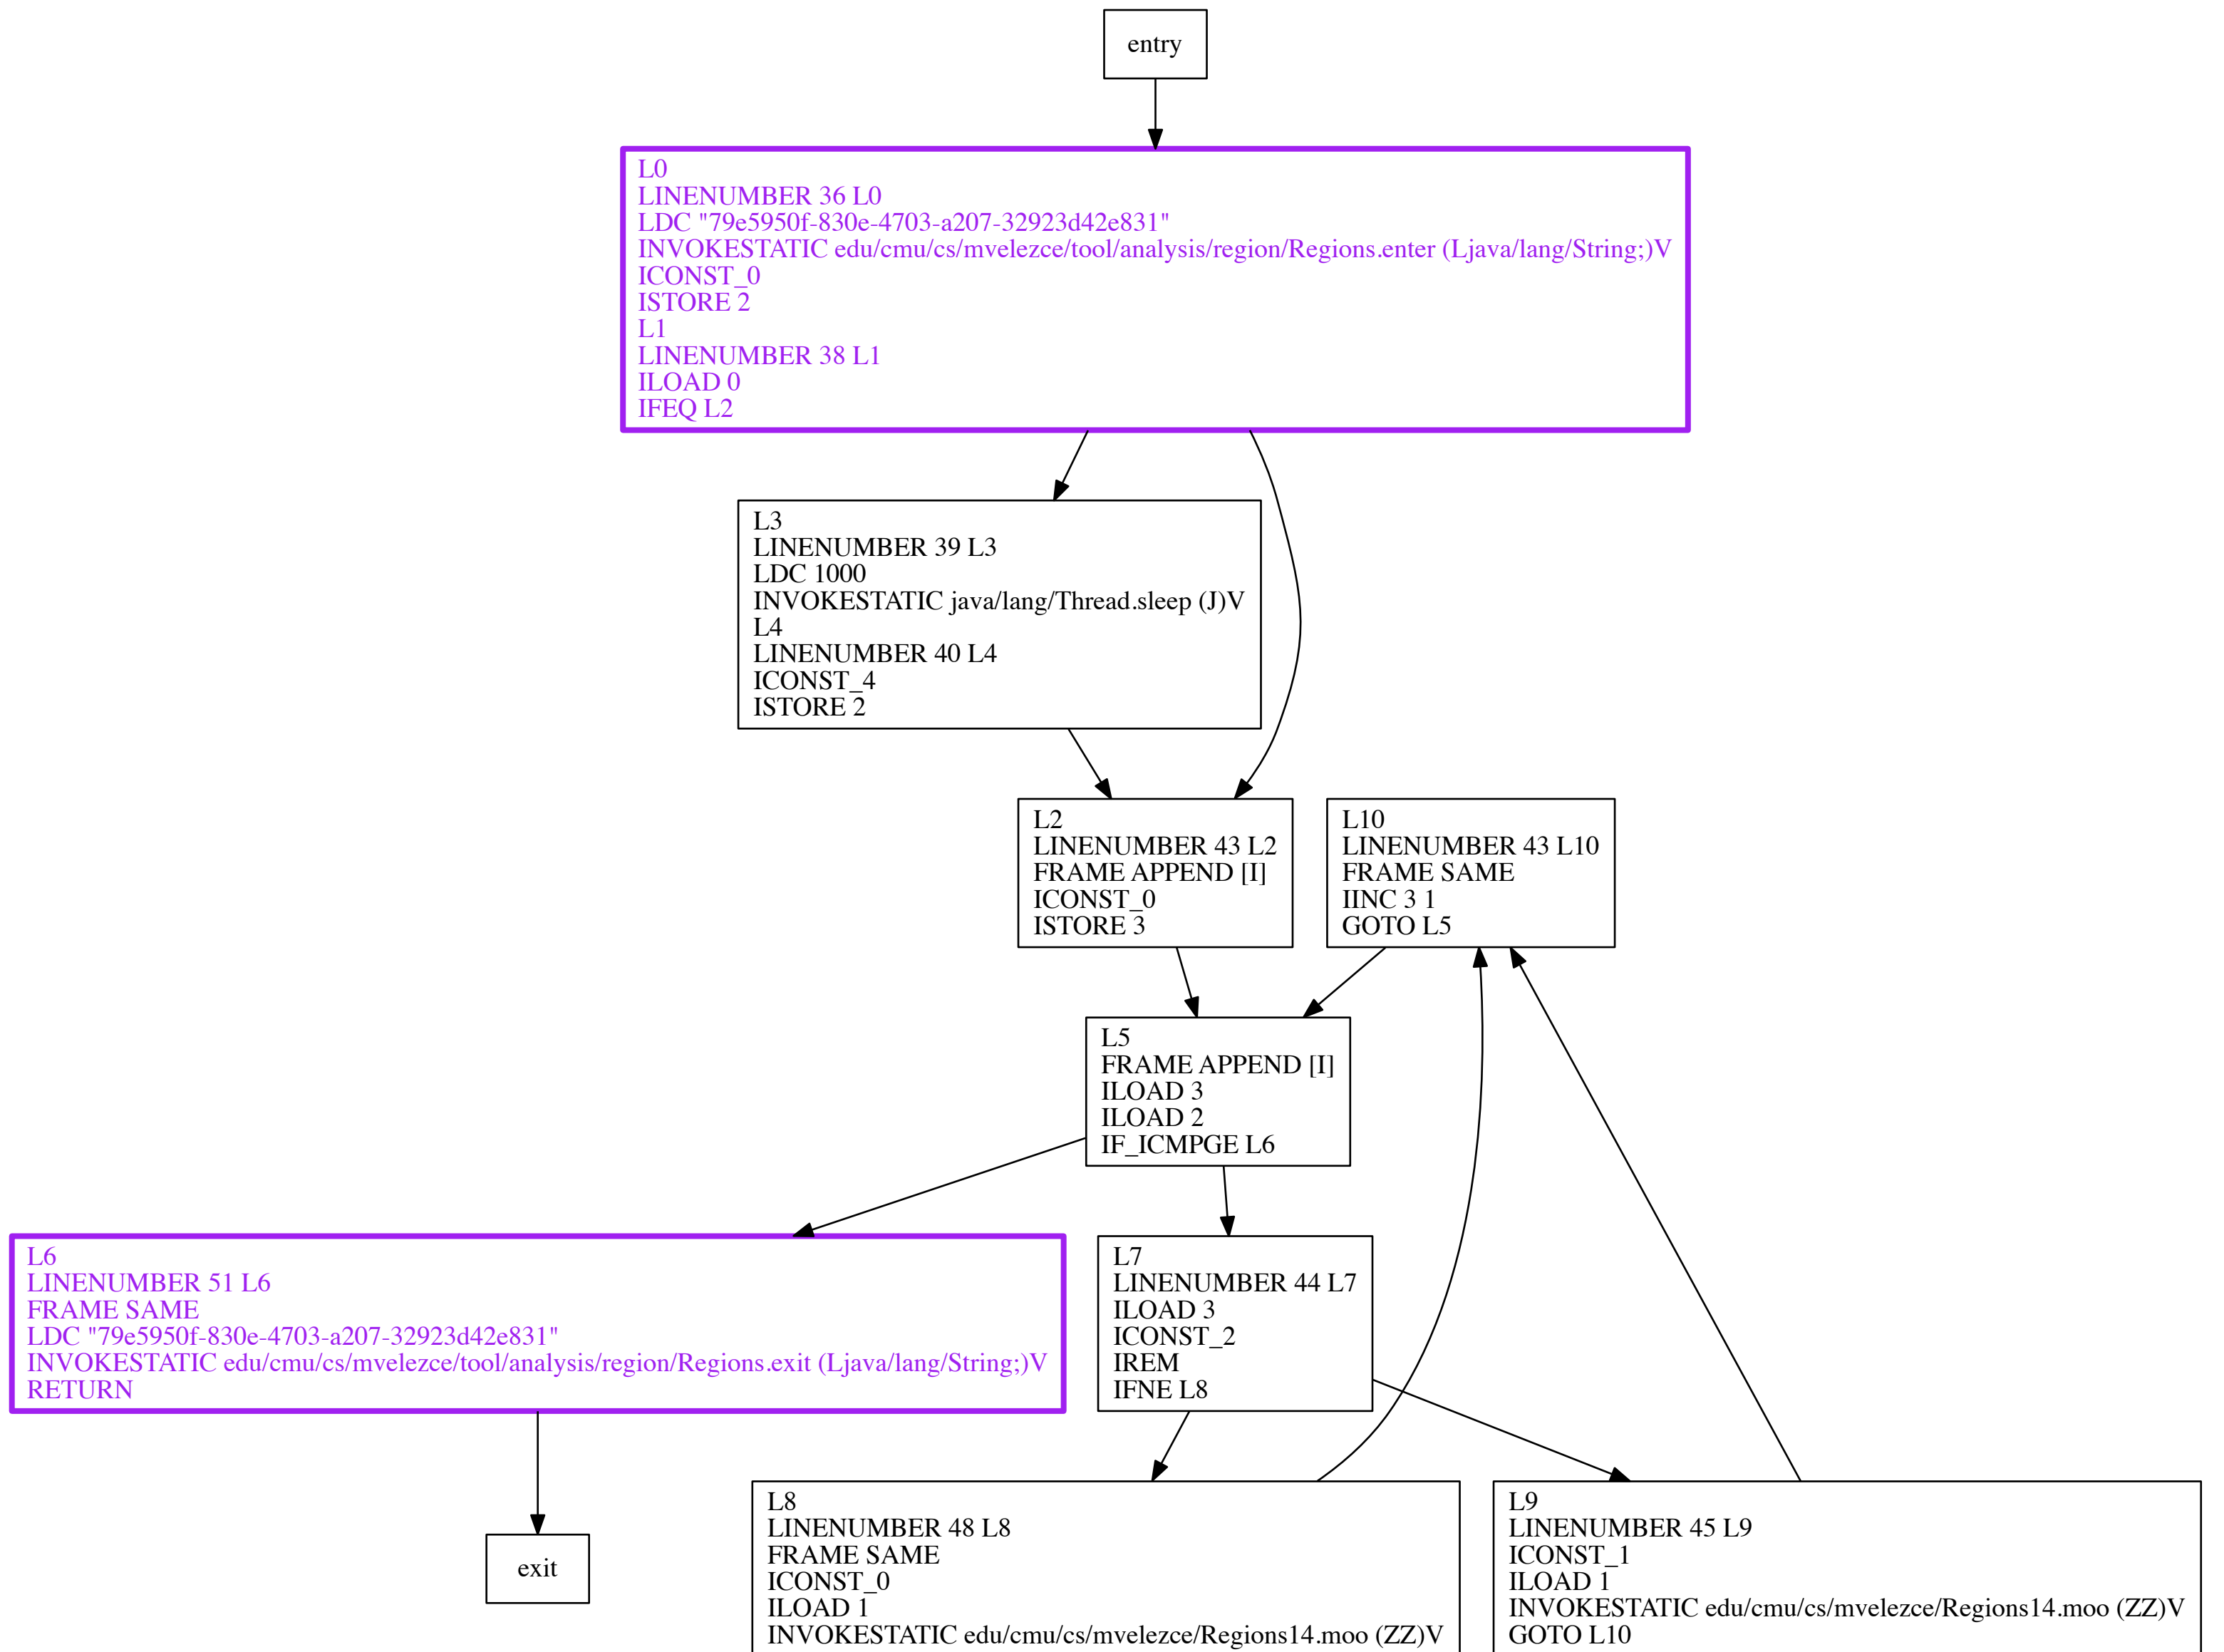 entry
L0
LINENUMBER 36 L0
LDC "79e5950f-830e-4703-a207-32923d42e831"
INVOKESTATIC edu/cmu/cs/mvelezce/tool/analysis/region/Regions.enter (Ljava/lang/String;)V
ICONST_0
ISTORE 2
L1
LINENUMBER 38 L1
ILOAD 0
IFEQ L2
L3
LINENUMBER 39 L3
LDC 1000
INVOKESTATIC java/lang/Thread.sleep (J)V
L4
LINENUMBER 40 L4
ICONST_4
ISTORE 2
L2
LINENUMBER 43 L2
FRAME APPEND [I]
ICONST_0
ISTORE 3
L10
LINENUMBER 43 L10
FRAME SAME
IINC 3 1
GOTO L5
L5
FRAME APPEND [I]
ILOAD 3
ILOAD 2
IF_ICMPGE L6
L6
LINENUMBER 51 L6
FRAME SAME
LDC "79e5950f-830e-4703-a207-32923d42e831"
INVOKESTATIC edu/cmu/cs/mvelezce/tool/analysis/region/Regions.exit (Ljava/lang/String;)V
RETURN
L7
LINENUMBER 44 L7
ILOAD 3
ICONST_2
IREM
IFNE L8
exit
L8
LINENUMBER 48 L8
FRAME SAME
ICONST_0
ILOAD 1
INVOKESTATIC edu/cmu/cs/mvelezce/Regions14.moo (ZZ)V
L9
LINENUMBER 45 L9
ICONST_1
ILOAD 1
INVOKESTATIC edu/cmu/cs/mvelezce/Regions14.moo (ZZ)V
GOTO L10